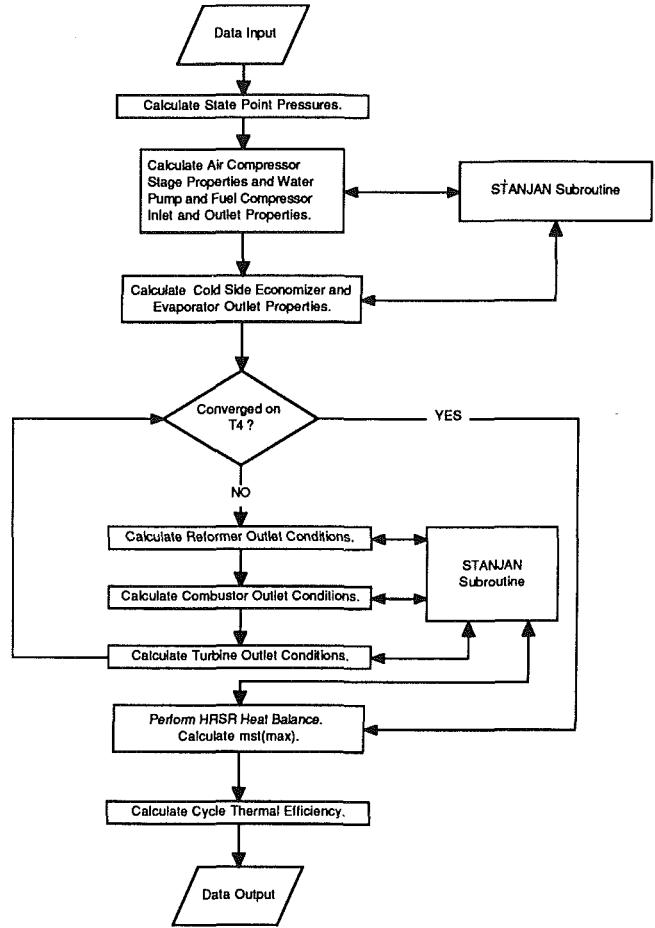 Data Input
Calculate State Point Pressures.
Calculate Air Compressor
Stage Properties and Water
Pump and Fuel Compressor
Inlet and Outlet Properties.
STANJAN Subroutine
Calculate Cold Side Economizer and
Evaporator Outlet Properties.
Converged on
T4 ?
YES
NO
Calculate Reformer Outlet Conditions.
STANJAN
Subroutine
Calculate Combustor Outlet Conditions.
Calculate Turbine Outlet Conditions.
Perform HRSR Heat Balance.
Calculate mst(max).
Calculate Cycle Thermal Efficiency.
Data Output